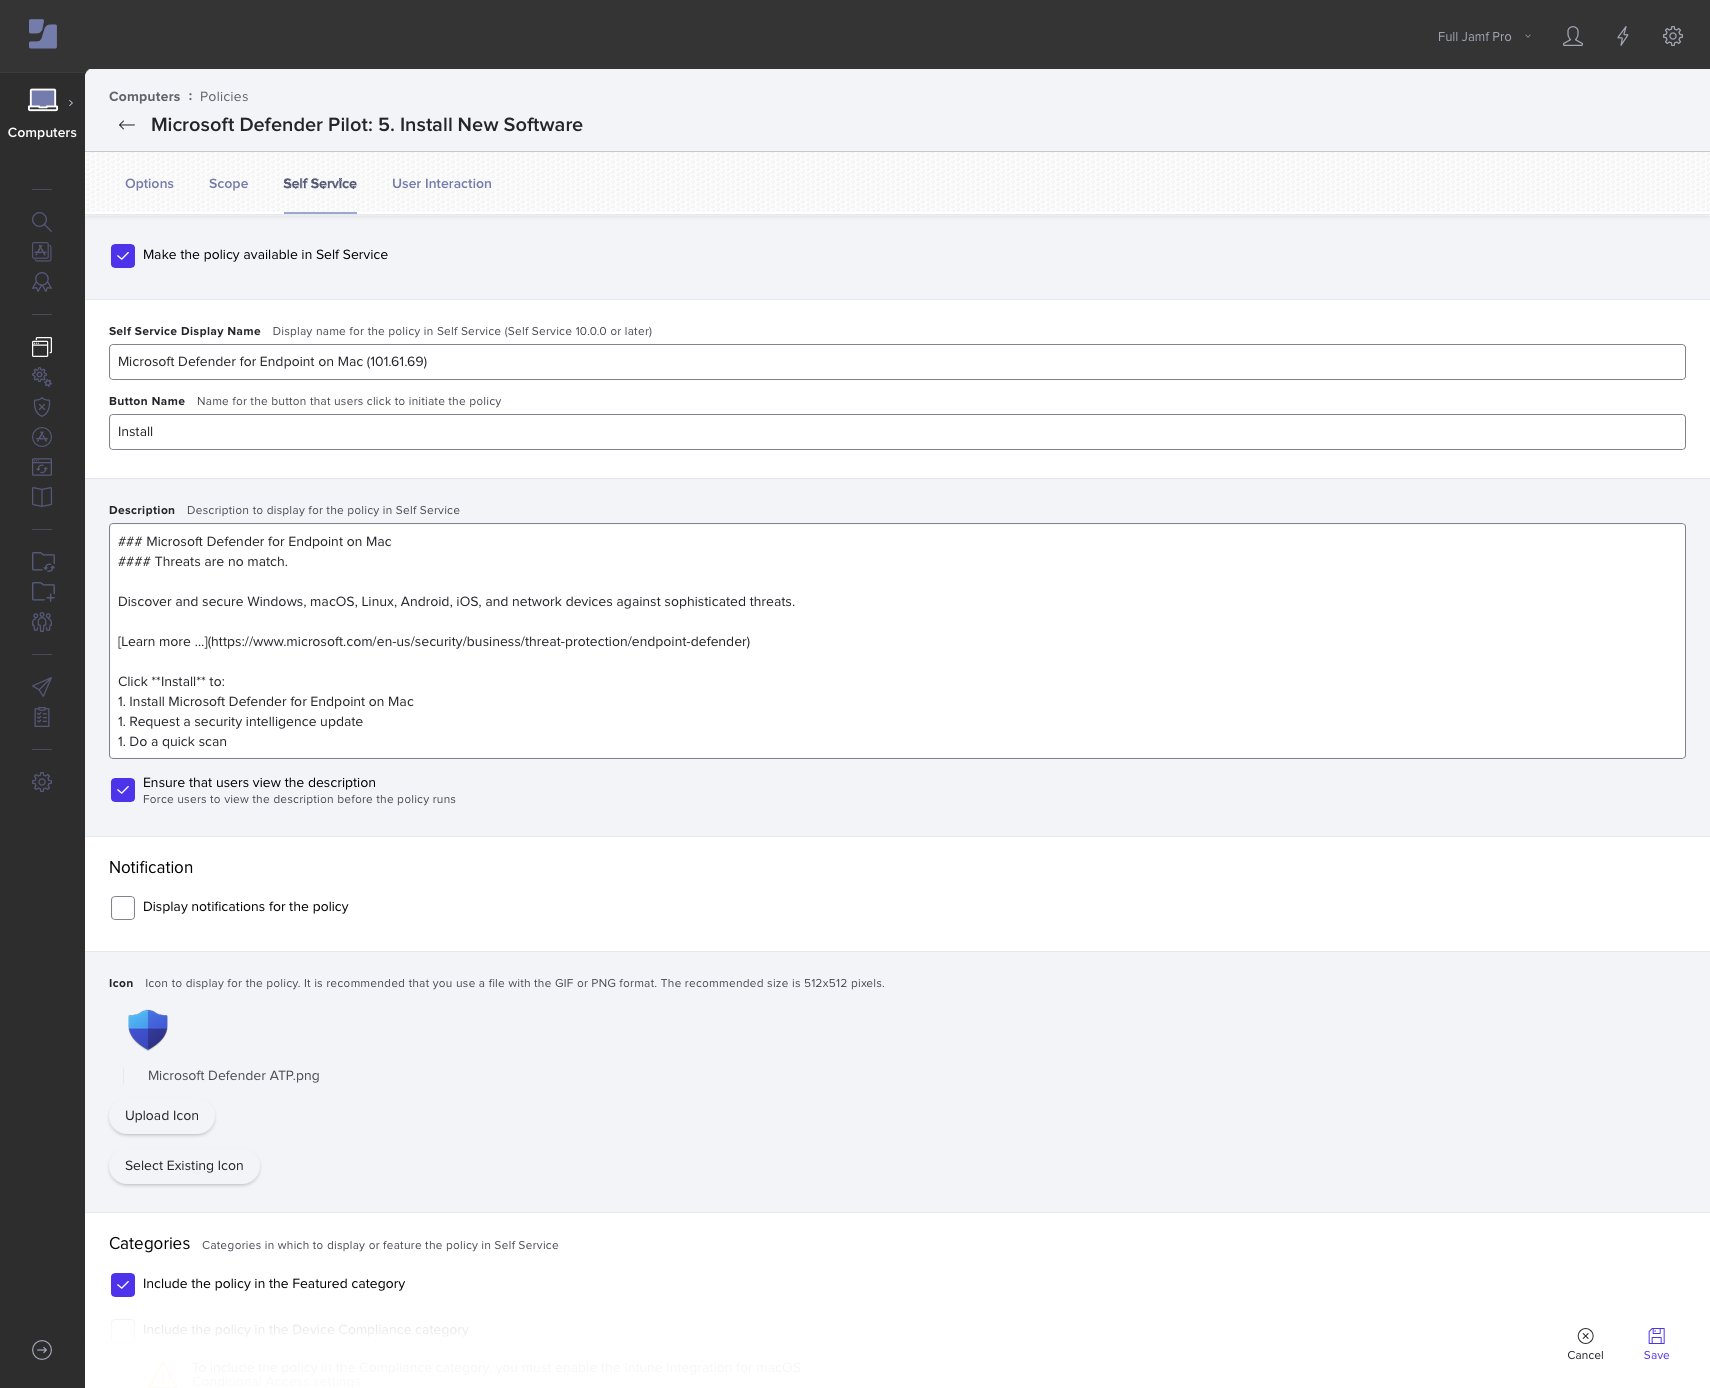 Full Jamf Pro
Computers
Computers : Policies
Microsoft Defender Pilot: 5. Install New Software
Options
Scope
Self Service
User Interaction
Make the policy available in Self Service
Self Service Display Name Display name for the policy in Self Service (Self Service 10.0.0 or later)
Microsoft Defender for Endpoint on Mac (101.61.69)
Button Name Name for the button that users click to initiate the policy
Install
Description Description to display for the policy in Self Service
### Microsoft Defender for Endpoint on Mac
#### Threats are no match.
Discover and secure Windows, macOS, Linux, Android, iOS, and network devices against sophisticated threats.
[Learn more …](https://www.microsoft.com/en-us/security/business/threat-protection/endpoint-defender)
Click **Install** to:
1. Install Microsoft Defender for Endpoint on Mac
1. Request a security intelligence update
1. Do a quick scan
Ensure that users view the description
Force users to view the description before the policy runs
Notification
Display notifications for the policy
Icon Icon to display for the policy. It is recommended that you use a file with the GIF or PNG format. The recommended size is 512x512 pixels.
Microsoft Defender ATP.png
Upload Icon
Select Existing Icon
Categories Categories in which to display or feature the policy in Self Service
Include the policy in the Featured category
Include the policy in the Device Compliance category
To include the policy in the Compliance category, you must enable the Intune Integration for macOS
Conditional Access settings
Cancel
Save